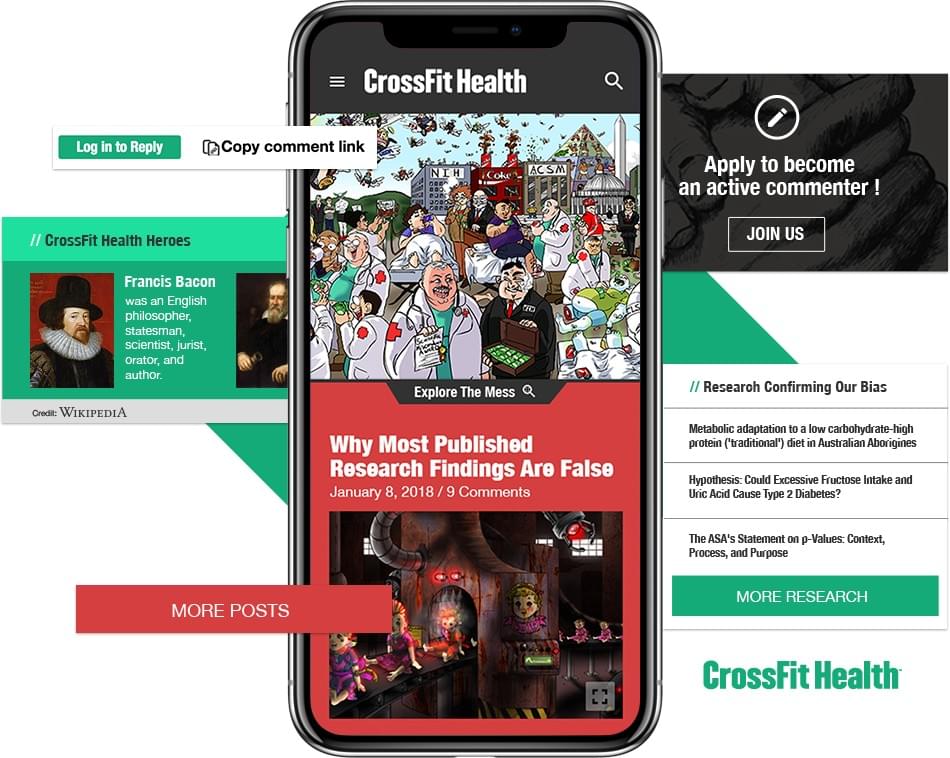 CrossFit Health
Log in to Reply
Copy comment link
Apply to become
an active commenter !
JOIN US
NIH
Coke
ACSM
// CrossFit Health Heroes
Francis Bacon
was an English
philosopher,
statesman,
scientist, jurist,
orator, and
author.
Credit: WIKIPEDIA
Explore The Mess
// Research Confirming Our Bias
Metabolic adaptation to a low carbohydrate-high
protein ('traditional') diet in Australian Aborigines
Hypothesis: Could Excessive Fructose Intake and
Uric Acid Cause Type 2 Diabetes?
The ASA's Statement on p-Values: Context,
Process, and Purpose
MORE RESEARCH
Why Most Published
Research Findings Are False
January 8, 2018 / 9 Comments
MORE POSTS
CrossFit Health